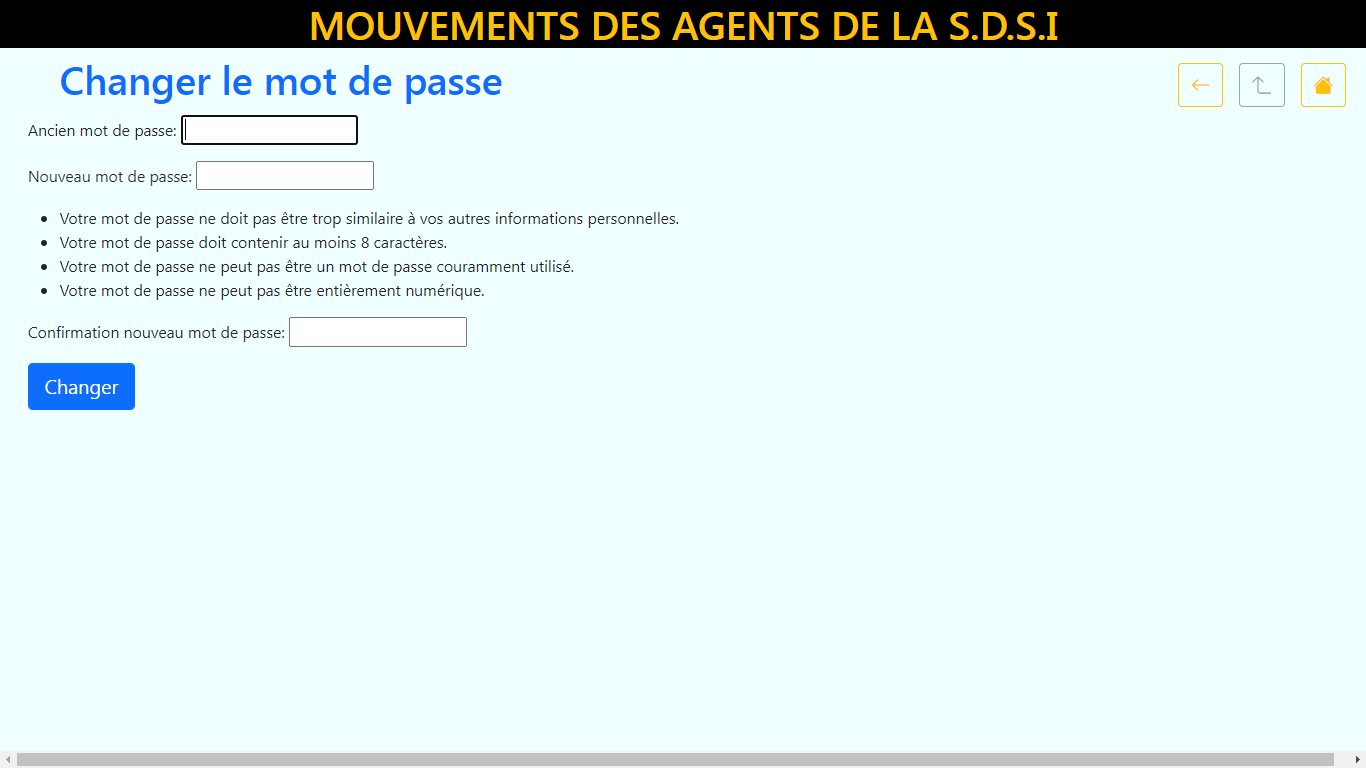 MOUVEMENTS DES AGENTS DE LA S.D.S.I
Changer le mot de passe
Ancien mot de passe:
Nouveau mot de passe:
Votre mot de passe ne doit pas être trop similaire à vos autres informations personnelles.
Votre mot de passe doit contenir au moins 8 caractères.
Votre mot de passe ne peut pas être un mot de passe couramment utilisé.
Votre mot de passe ne peut pas être entièrement numérique.
Confirmation nouveau mot de passe:
Changer